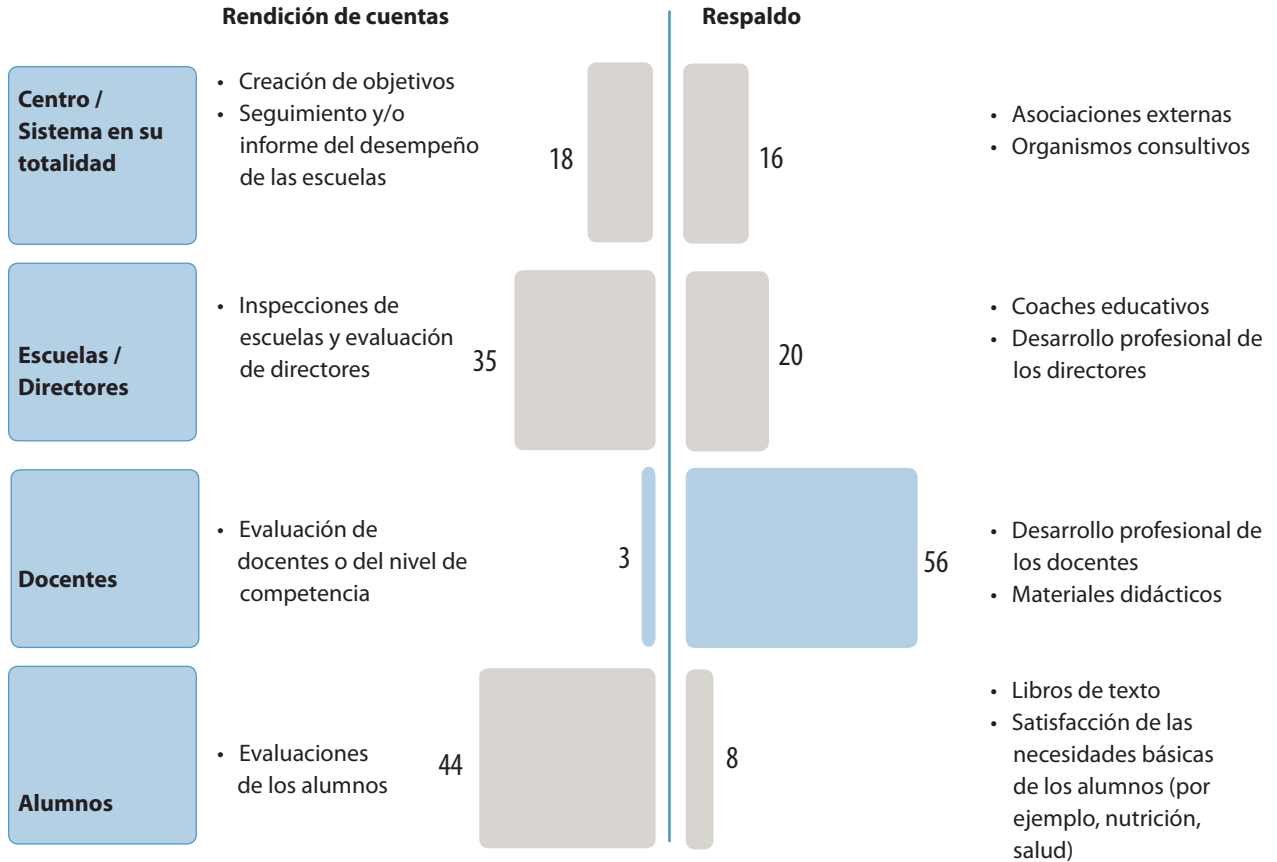 Rendición de cuentas
Respaldo
Centro /
Sistema en su
totalidad
• Creación de objetivos
• Seguimiento y/o
informe del desempeño
de las escuelas
18
16
• Asociaciones externas
• Organismos consultivos
Escuelas /
Directores
• Inspecciones de
escuelas y evaluación
de directores
35
20
• Coaches educativos
• Desarrollo profesional de
los directores
Docentes
• Evaluación de
docentes o del nivel de
competencia
3
56
• Desarrollo profesional de
los docentes
• Materiales didácticos
Alumnos
• Evaluaciones
de los alumnos
44
8
• Libros de texto
• Satisfacción de las
necesidades básicas
de los alumnos (por
ejemplo, nutrición,
salud)